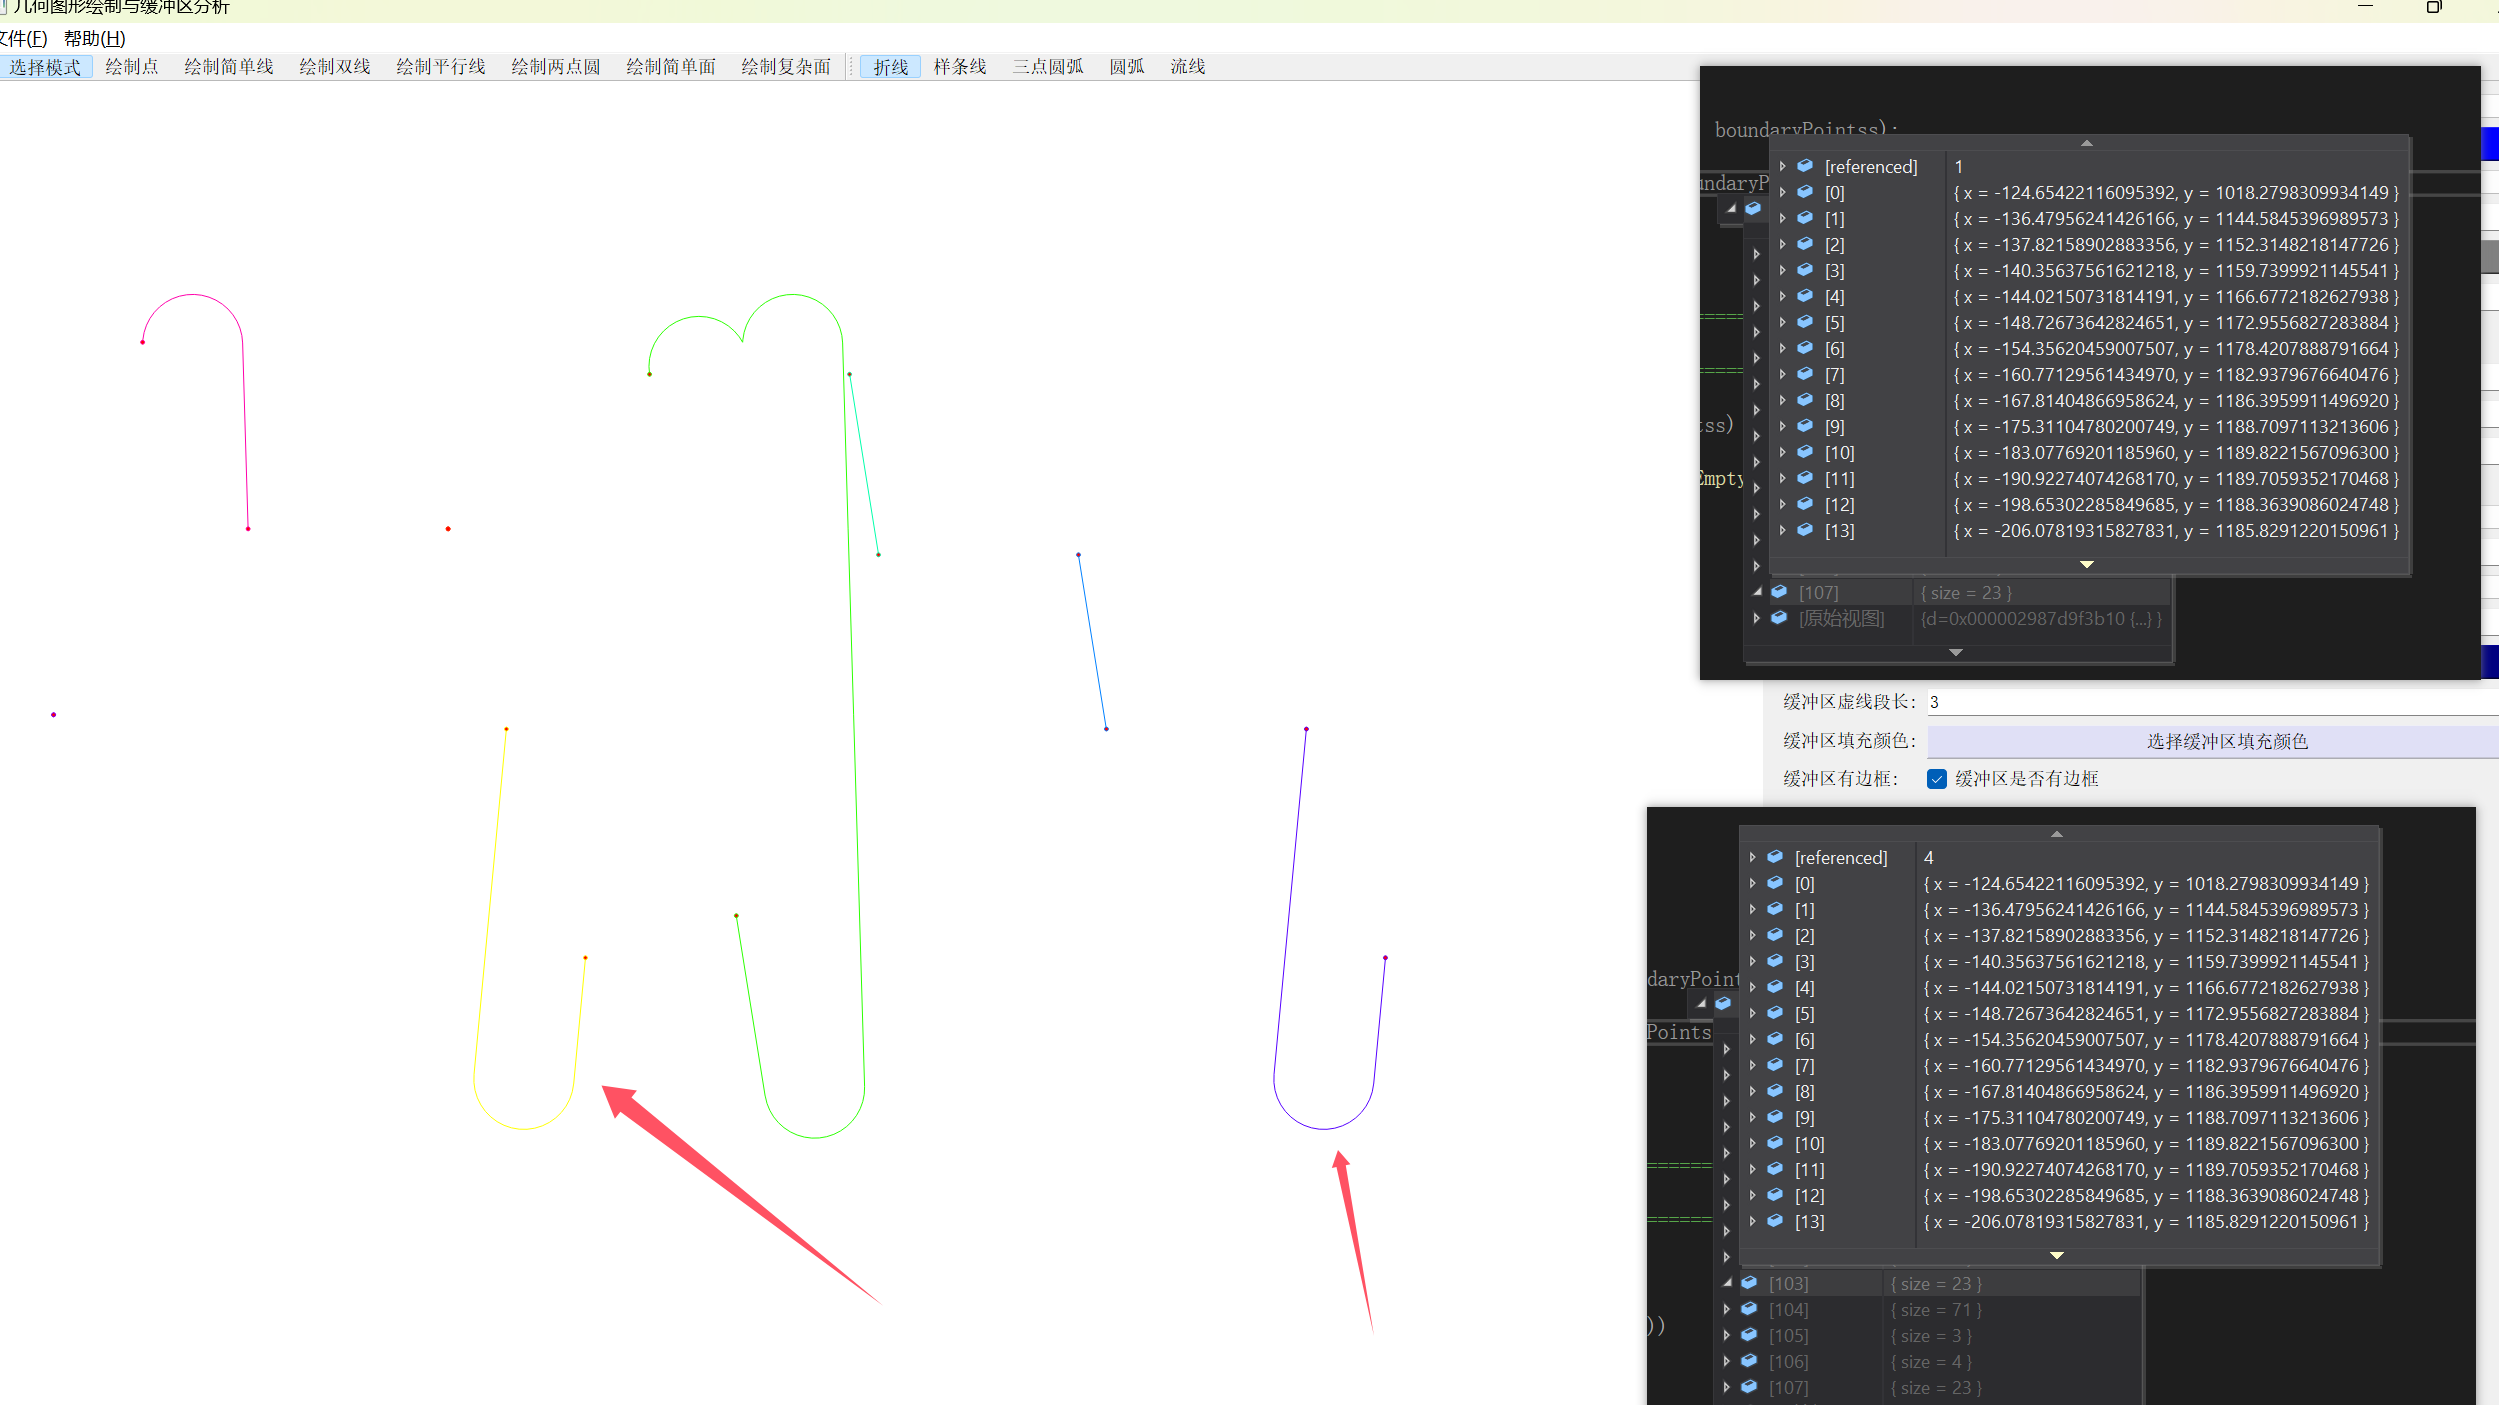 几何图形绘制与缓冲区分析
文件(F) 帮助(H)
选择模式 绘制点 绘制简单线 绘制双线 绘制平行线 绘制两点圆 绘制简单面 绘制复杂面 折线 样条线 三点圆弧 圆弧 流线
boundaryPointss);
[referenced] 1
undaryP
[0] { x = -124.65422116095392, y = 1018.2798309934149 }
[1] { x = -136.47956241426166, y = 1144.5845396989573 }
[2] { x = -137.82158902883356, y = 1152.3148218147726 }
[3] { x = -140.35637561621218, y = 1159.7399921145541 }
[4] { x = -144.02150731814191, y = 1166.6772182627938 }
=====
[5] { x = -148.72673642824651, y = 1172.9556827283884 }
[6] { x = -154.35620459007507, y = 1178.4207888791664 }
=====
[7] { x = -160.77129561434970, y = 1182.9379676640476 }
[8] { x = -167.81404866958624, y = 1186.3959911496920 }
tss)
[9] { x = -175.31104780200749, y = 1188.7097113213606 }
[10] { x = -183.07769201185960, y = 1189.8221567096300 }
Empty
[11] { x = -190.92274074268170, y = 1189.7059352170468 }
[12] { x = -198.65302285849685, y = 1188.3639086024748 }
[13] { x = -206.07819315827831, y = 1185.8291220150961 }
[107] { size = 23 }
[原始视图] {d=0x000002987d9f3b10 {...} }
缓冲区虚线段长: 3
缓冲区填充颜色: 选择缓冲区填充颜色
缓冲区有边框: 缓冲区是否有边框
[referenced] 4
[0] { x = -124.65422116095392, y = 1018.2798309934149 }
[1] { x = -136.47956241426166, y = 1144.5845396989573 }
[2] { x = -137.82158902883356, y = 1152.3148218147726 }
[3] { x = -140.35637561621218, y = 1159.7399921145541 }
daryPoint
[4] { x = -144.02150731814191, y = 1166.6772182627938 }
[5] { x = -148.72673642824651, y = 1172.9556827283884 }
Points
[6] { x = -154.35620459007507, y = 1178.4207888791664 }
[7] { x = -160.77129561434970, y = 1182.9379676640476 }
[8] { x = -167.81404866958624, y = 1186.3959911496920 }
[9] { x = -175.31104780200749, y = 1188.7097113213606 }
[10] { x = -183.07769201185960, y = 1189.8221567096300 }
=======
[11] { x = -190.92274074268170, y = 1189.7059352170468 }
[12] { x = -198.65302285849685, y = 1188.3639086024748 }
=======
[13] { x = -206.07819315827831, y = 1185.8291220150961 }
[103] { size = 23 }
[104] { size = 71 }
))
[105] { size = 3 }
[106] { size = 4 }
[107] { size = 23 }